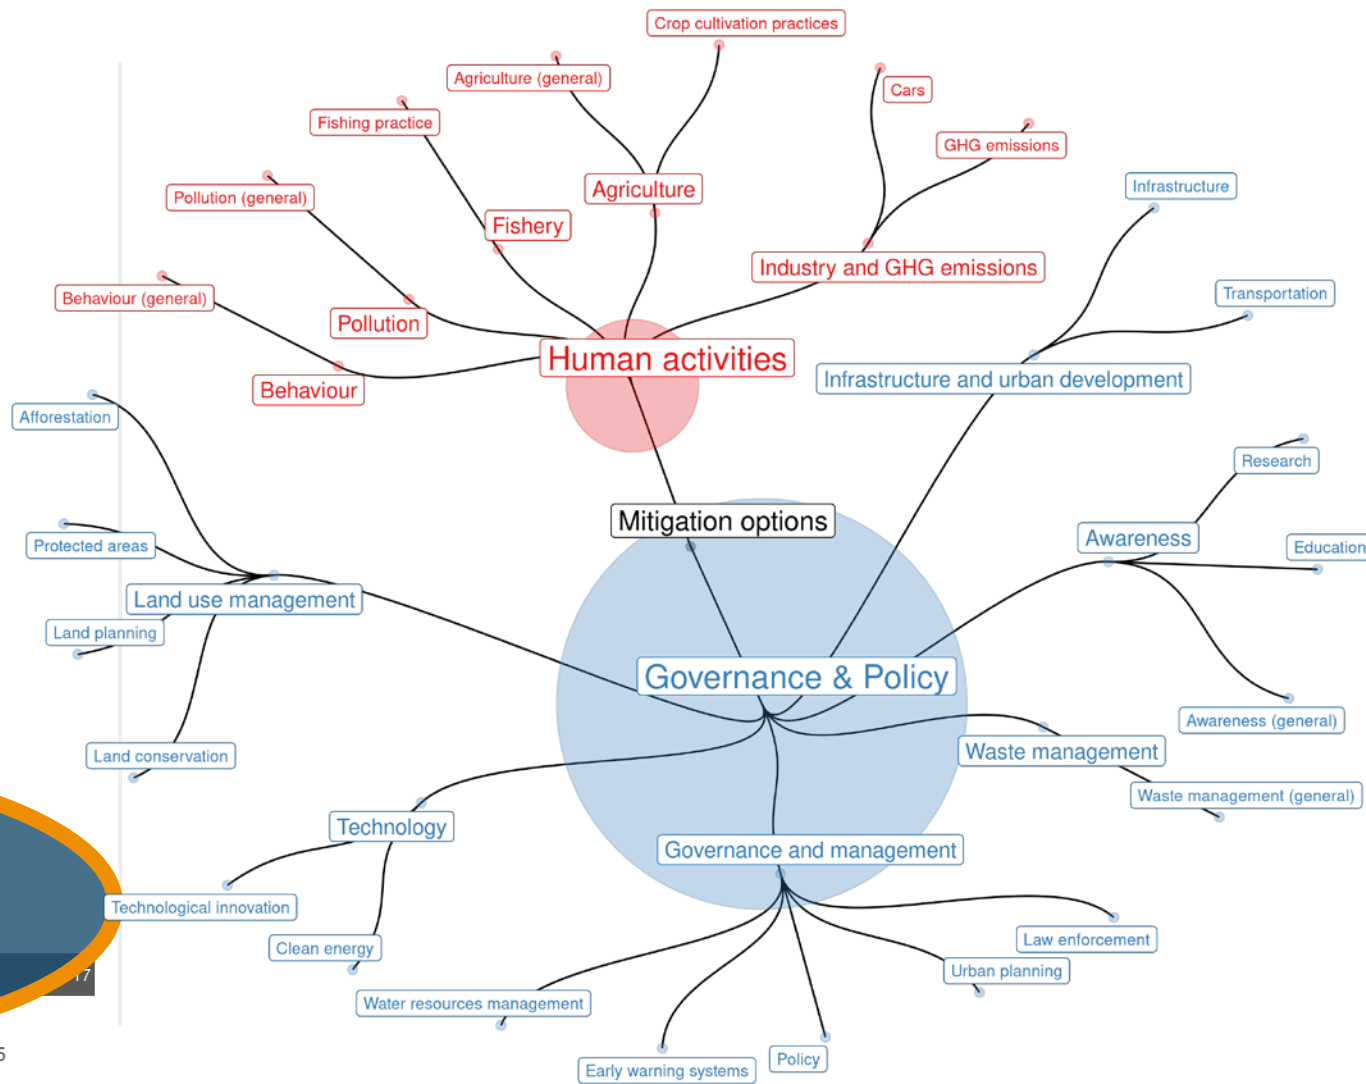 Crop cultivation practices
Agriculture (general)
Cars
Fishing practice
GHG emissions
Agriculture
Infrastructure
Pollution (general)
Fishery
Industry and GHG emissions
Transportation
Behaviour (general)
Pollution
Human activities
Infrastructure and urban development
Behaviour
Afforestation
Research
Mitigation options
Awareness
Protected areas
Education
Land use management
Land planning
Governance & Policy
Awareness (general)
Land conservation
Waste management
Waste management (general)
Technology
Governance and management
Technological innovation
Clean energy
Law enforcement
Urban planning
17
Water resources management
5
Policy
Early warning systems